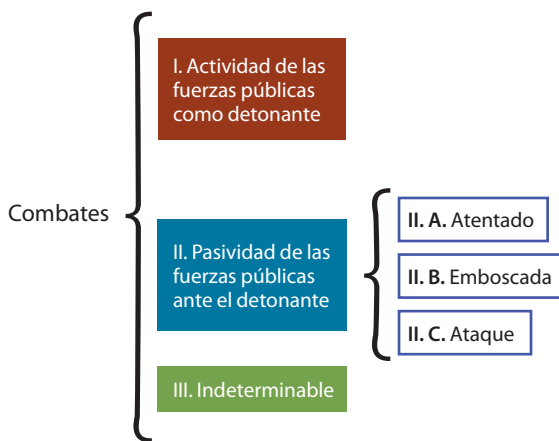 Combates
I. Actividad de las
fuerzas públicas
como detonante
II. Pasividad de las
fuerzas públicas
ante el detonante
II. A. Atentado
II. B. Emboscada
II. C. Ataque
III. Indeterminable